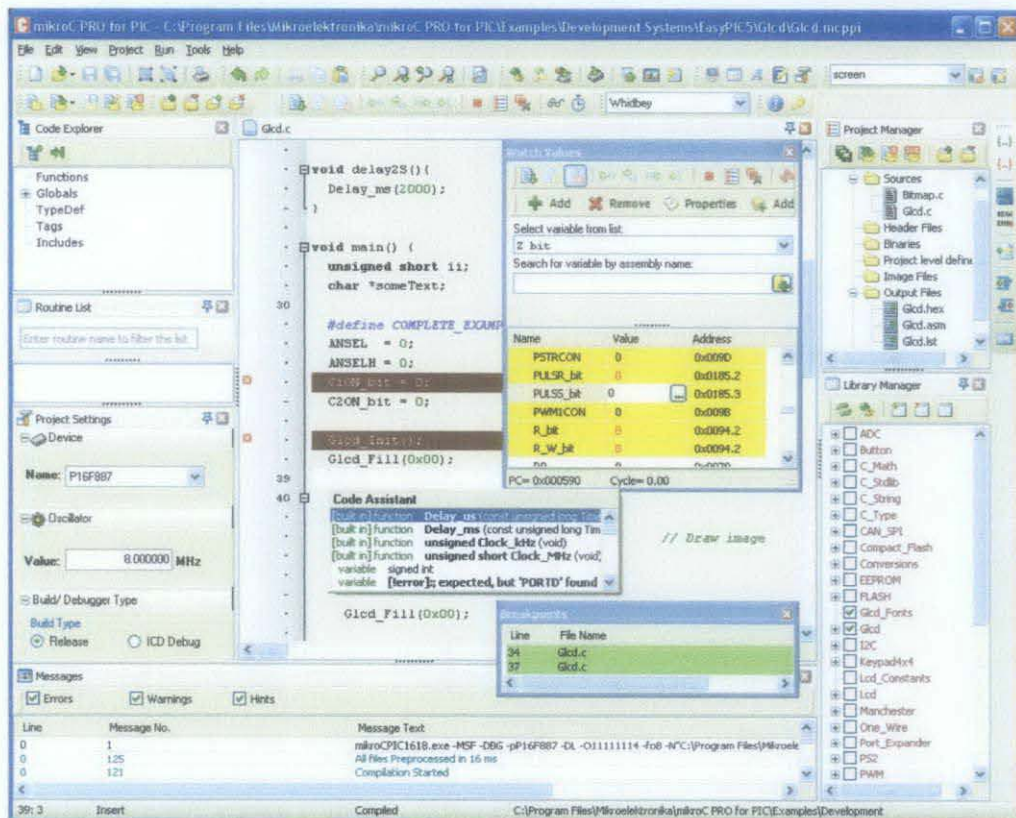 mikroC PRO for PIC - C:\Program Files\Mikroelektronika\mikroC PRO for PIC\Examples\Development Systems\EasyPIC5\Glcd\Glcd.mcppi
File Edit View Project Run Tools Help
screen
Whidbey
Code Explorer
Functions
Globals
TypeDef
Tags
Includes
Routine List
Enter routine name to filter the list
Project Settings
Device
Name: P16F887
Oscillator
Value: 8.000000 MHz
Build/ Debugger Type
Build Type
Release ICD Debug
Glcd.c
void delay2S(){
Delay_ms(2000);
}
void main() {
unsigned short ii;
char *someText;
30
#define COMPLETE_EXAMP
ANSEL = 0;
ANSELH = 0;
C1ON_bit = 0;
C2ON_bit = 0;
Glcd_Init();
Glcd_Fill(0x00);
39
40
Code Assistant
[built in] function Delay_us (const unsigned long Tim
[built in] function Delay_ms (const unsigned long Tim
[built in] function unsigned Clock_kHz (void)
[built in] function unsigned short Clock_MHz (void)
variable signed int
variable [!error]; expected, but 'PORTD' found
// Draw image
Glcd_Fill(0x00);
Watch Values
Add Remove Properties Add
Select variable from list:
Z bit
Search for variable by assembly name:
Name Value Address
PSTRCON 0 0x009D
PULSR_bit 0 0x0185.2
PULSS_bit 0 ... 0x0185.3
PWM1CON 0 0x009B
R_bit 0 0x0094.2
R_W_bit 0 0x0094.2
PC= 0x000590 Cycle= 0.00
Breakpoints
Line File Name
34 Glcd.c
37 Glcd.c
Project Manager
Sources
Bitmap.c
Glcd.c
Header Files
Binaries
Project level define
Image Files
Output Files
Glcd.hex
Glcd.asm
Glcd.lst
Library Manager
ADC
Button
C_Math
C_Stdlib
C_String
C_Type
CAN_SPI
Compact_Flash
Conversions
EEPROM
FLASH
Glcd_Fonts
Glcd
I2C
Keypad4x4
Lcd_Constants
Lcd
Manchester
One_Wire
Port_Expander
PS2
PWM
Messages
Errors Warnings Hints
Line Message No. Message Text
0 1 mikroCPIC1618.exe -MSF -DBG -pP16F887 -DL -O11111114 -fo8 -N"C:\Program Files\Mikroele
0 125 All files Preprocessed in 16 ms
0 121 Compilation Started
39: 3 Insert Compiled C:\Program Files\Mikroelektronika\mikroC PRO for PIC\Examples\Development